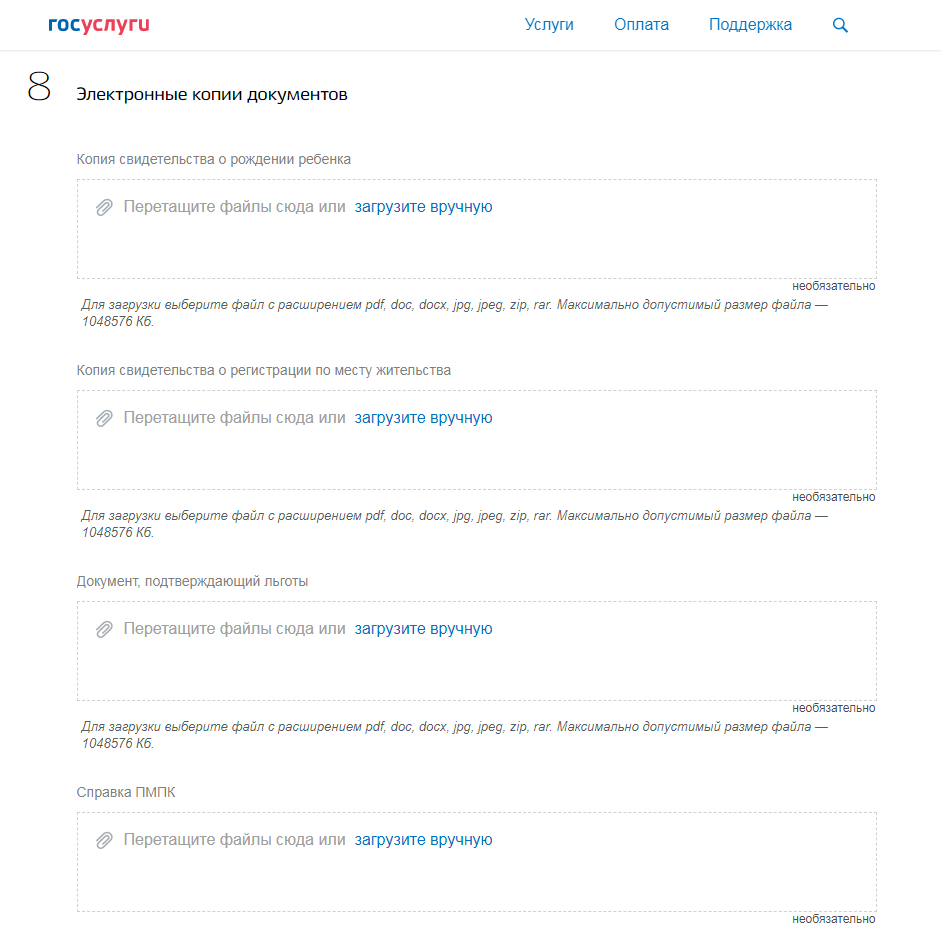 госуслуги Услуги Оплата Поддержка
8 Электронные копии документов
Копия свидетельства о рождении ребенка
Перетащите файлы сюда или загрузите вручную
необязательно
Для загрузки выберите файл с расширением pdf, doc, docx, jpg, jpeg, zip, rar. Максимально допустимый размер файла —
1048576 Кб.
Копия свидетельства о регистрации по месту жительства
Перетащите файлы сюда или загрузите вручную
необязательно
Для загрузки выберите файл с расширением pdf, doc, docx, jpg, jpeg, zip, rar. Максимально допустимый размер файла —
1048576 Кб.
Документ, подтверждающий льготы
Перетащите файлы сюда или загрузите вручную
необязательно
Для загрузки выберите файл с расширением pdf, doc, docx, jpg, jpeg, zip, rar. Максимально допустимый размер файла —
1048576 Кб.
Справка ПМПК
Перетащите файлы сюда или загрузите вручную
необязательно